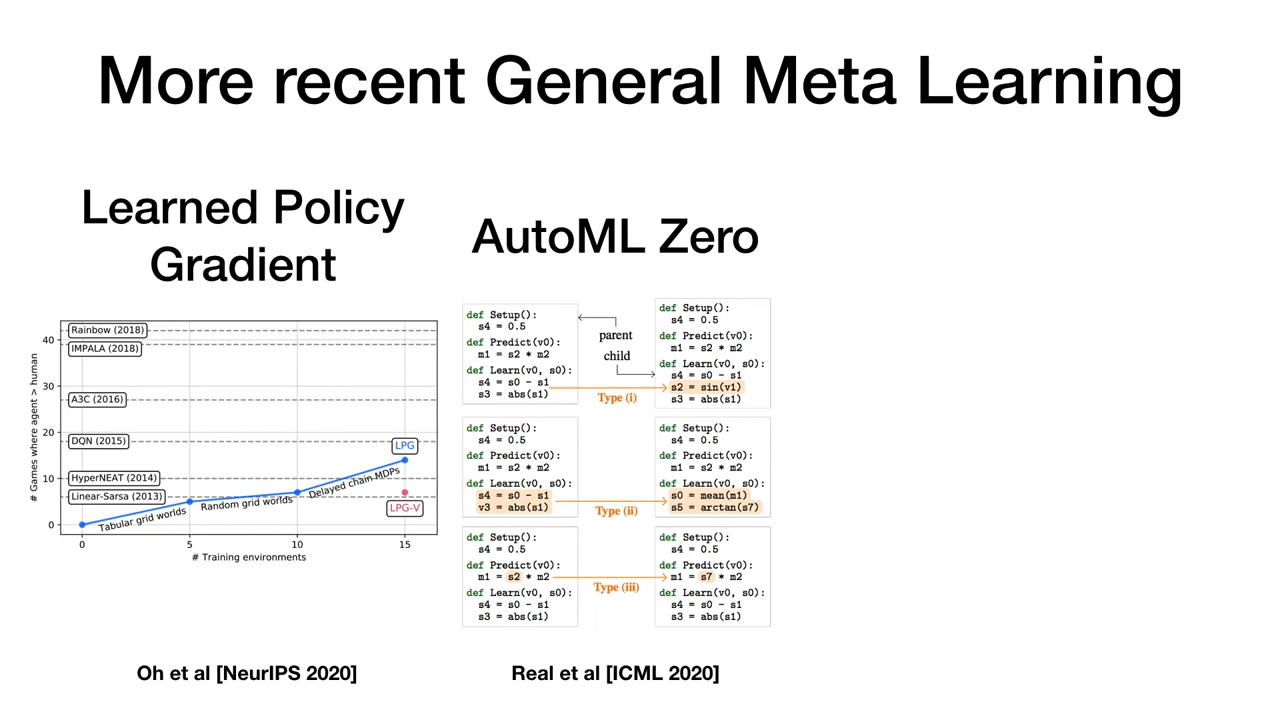 More recent General Meta Learning
Learned Policy
Gradient
# Games where agent > human
40
30
20
10
0
Rainbow (2018)
IMPALA (2018)
A3C (2016)
DQN (2015)
HyperNEAT (2014)
Linear-Sarsa (2013)
Tabular grid worlds
Random grid worlds
Delayed chain MDPs
LPG
LPG-V
0
5
10
15
# Training environments
Oh et al [NeurIPS 2020]
AutoML Zero
def Setup():
s4 = 0.5
def Predict(v0):
m1 = s2 * m2
def Learn(v0, s0):
s4 = s0 - s1
s3 = abs(s1)
parent
child
Type (i)
def Setup():
s4 = 0.5
def Predict(v0):
m1 = s2 * m2
def Learn(v0, s0):
s4 = s0 - s1
s2 = sin(v1)
s3 = abs(s1)
def Setup():
s4 = 0.5
def Predict(v0):
m1 = s2 * m2
def Learn(v0, s0):
s4 = s0 - s1
v3 = abs(s1)
Type (ii)
def Setup():
s4 = 0.5
def Predict(v0):
m1 = s2 * m2
def Learn(v0, s0):
s0 = mean(m1)
s5 = arctan(s7)
def Setup():
s4 = 0.5
def Predict(v0):
m1 = s2 * m2
def Learn(v0, s0):
s4 = s0 - s1
s3 = abs(s1)
Type (iii)
def Setup():
s4 = 0.5
def Predict(v0):
m1 = s7 * m2
def Learn(v0, s0):
s4 = s0 - s1
s3 = abs(s1)
Real et al [ICML 2020]